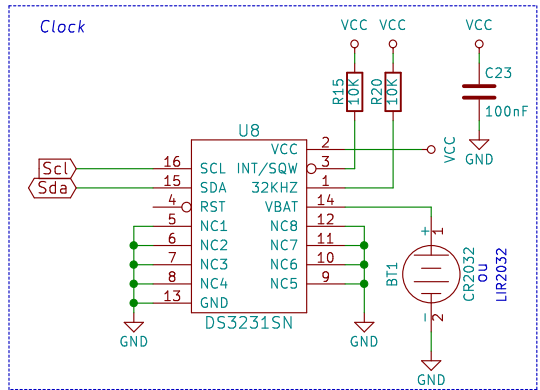 Clock
VCC VCC VCC
R15 10K
R20 10K
C23
100nF
GND
U8
VCC 2 VCC
Scl 16 SCL INT/SQW 3
Sda 15 SDA 32KHZ 1
4 RST VBAT 14
5 NC1 NC8 12
6 NC2 NC7 11
7 NC3 NC6 10
8 NC4 NC5 9
13 GND
DS3231SN
GND GND
BT1
+ 1
- 2
CR2032
ou
LIR2032
GND